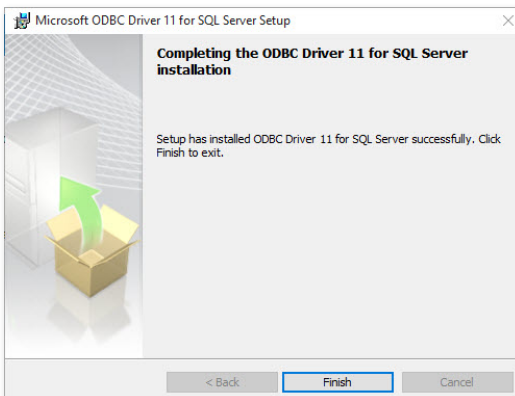 Microsoft ODBC Driver 11 for SQL Server Setup
Completing the ODBC Driver 11 for SQL Server
installation
Setup has installed ODBC Driver 11 for SQL Server successfully. Click
Finish to exit.
< Back
Finish
Cancel